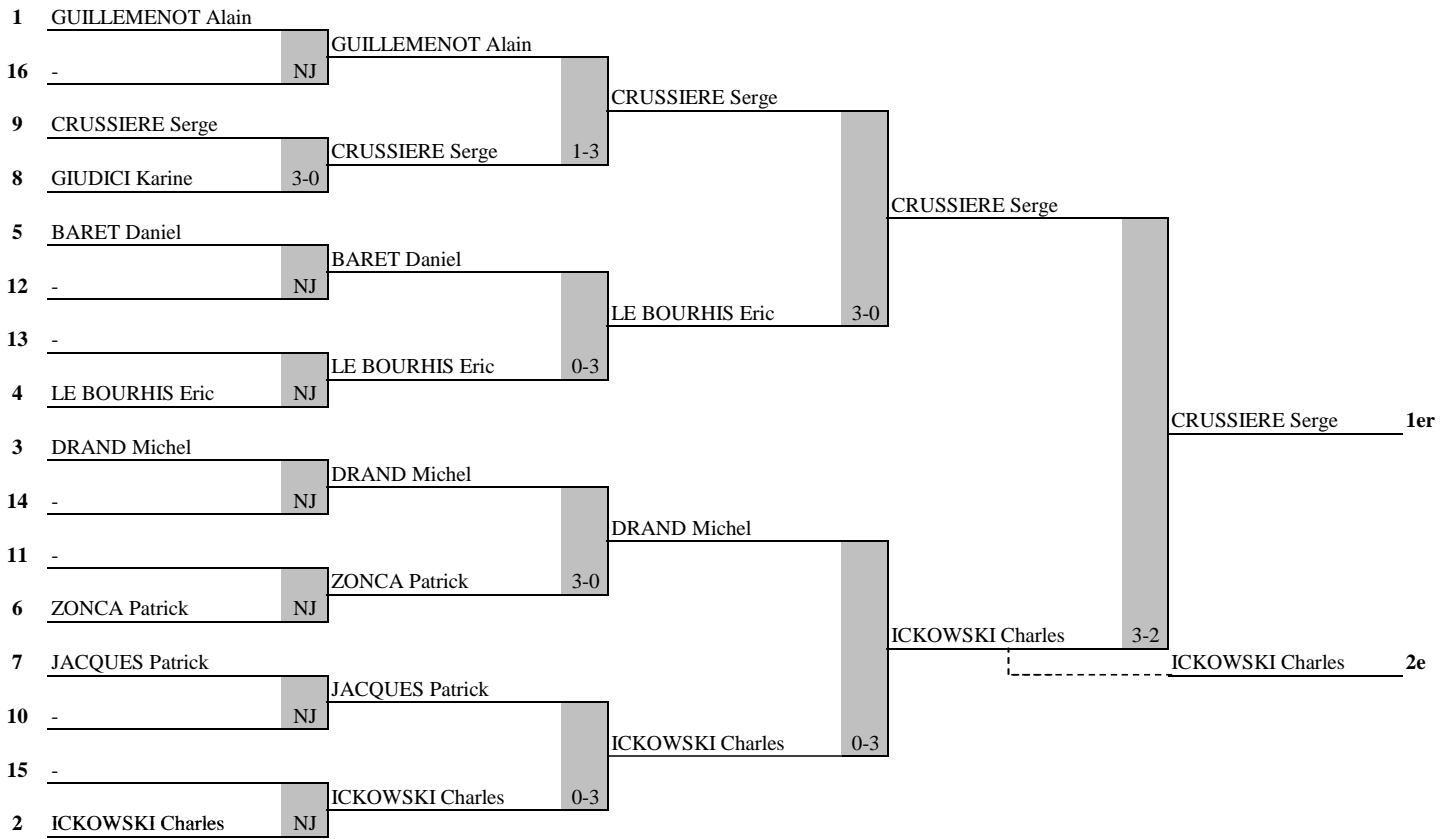 1 GUILLEMENOT Alain
GUILLEMENOT Alain
16 - NJ
CRUSSIERE Serge
9 CRUSSIERE Serge
CRUSSIERE Serge 1-3
8 GIUDICI Karine 3-0
CRUSSIERE Serge
5 BARET Daniel
BARET Daniel
12 - NJ
LE BOURHIS Eric 3-0
13 -
LE BOURHIS Eric 0-3
4 LE BOURHIS Eric NJ
CRUSSIERE Serge 1er
3 DRAND Michel
DRAND Michel
14 - NJ
DRAND Michel
11 -
ZONCA Patrick 3-0
6 ZONCA Patrick NJ
ICKOWSKI Charles 3-2
7 JACQUES Patrick
ICKOWSKI Charles 2e
JACQUES Patrick
10 - NJ
ICKOWSKI Charles 0-3
15 -
ICKOWSKI Charles 0-3
2 ICKOWSKI Charles NJ